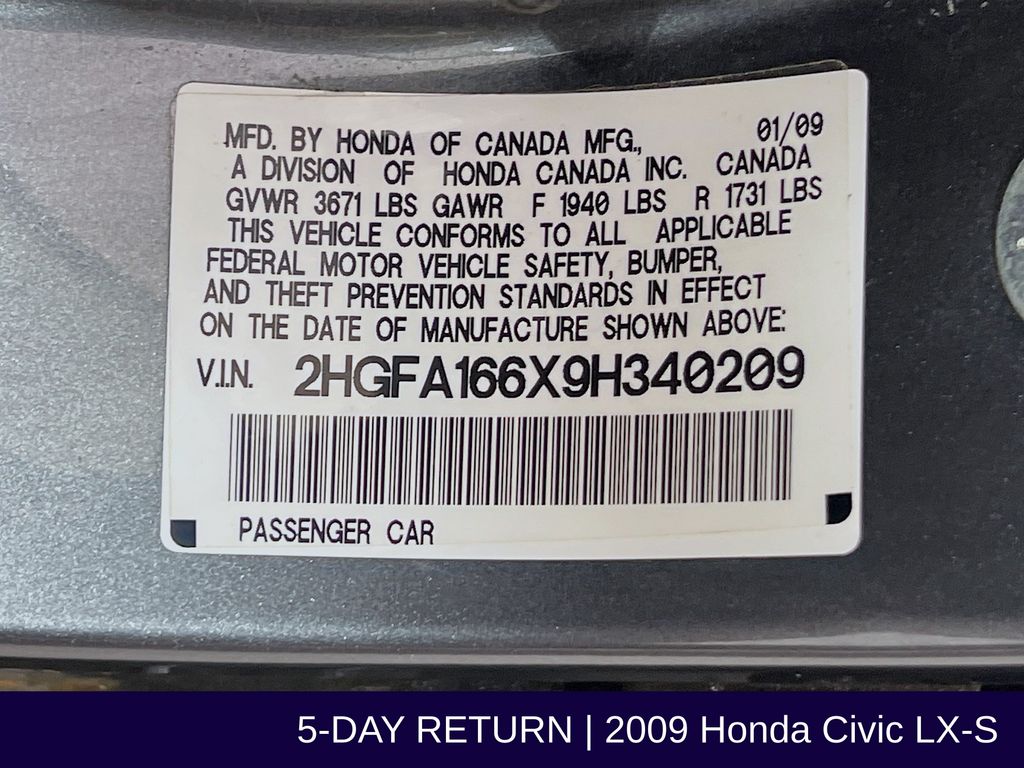 MFD. BY HONDA OF CANADA MFG., 01/09
A DIVISION OF HONDA CANADA INC. CANADA
GVWR 3671 LBS GAWR F 1940 LBS R 1731 LBS
THIS VEHICLE CONFORMS TO ALL APPLICABLE
FEDERAL MOTOR VEHICLE SAFETY, BUMPER,
AND THEFT PREVENTION STANDARDS IN EFFECT
ON THE DATE OF MANUFACTURE SHOWN ABOVE:
V.I.N. 2HGFA166X9H340209
PASSENGER CAR
5-DAY RETURN | 2009 Honda Civic LX-S